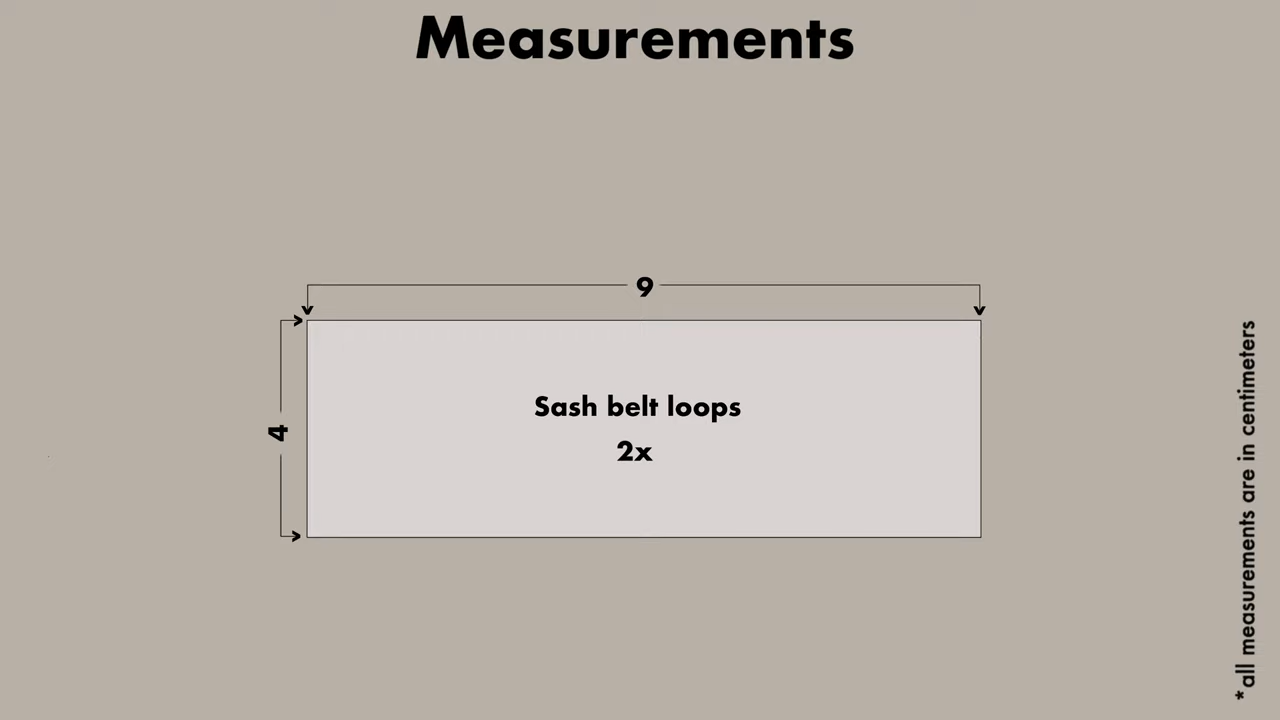 Measurements
9
4
Sash belt loops
2x
*all measurements are in centimeters